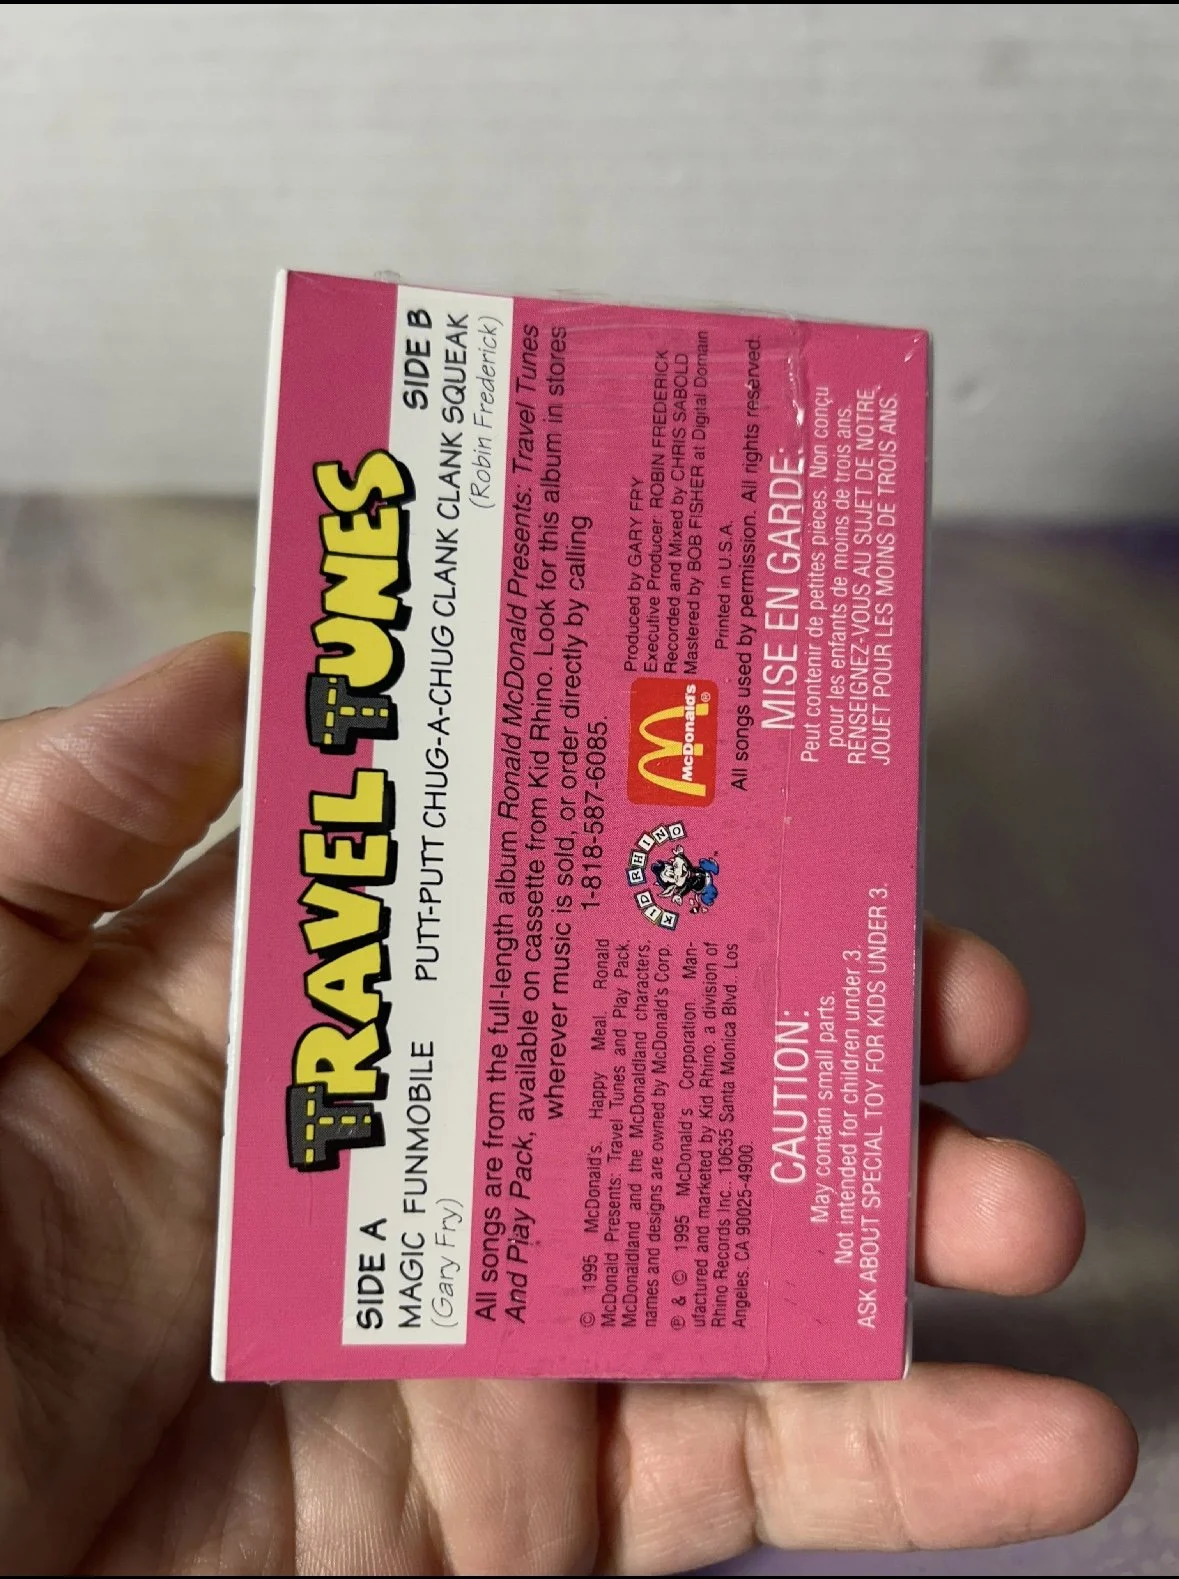 TRAVEL TUNES
SIDE A
MAGIC FUNMOBILE
(Gary Fry)
SIDE B
PUTT-PUTT CHUG-A-CHUG CLANK CLANK SQUEAK
(Robin Frederick)
All songs are from the full-length album Ronald McDonald Presents: Travel Tunes
And Play Pack, available on cassette from Kid Rhino. Look for this album in stores
wherever music is sold, or order directly by calling
1-818-587-6085.
© 1995 McDonald's. Happy Meal, Ronald
McDonald Presents: Travel Tunes and Play Pack,
McDonaldland and the McDonaldland characters,
names and designs are owned by McDonald's Corp.
℗ & © 1995 McDonald's Corporation. Man-
ufactured and marketed by Kid Rhino, a division of
Rhino Records Inc., 10635 Santa Monica Blvd., Los
Angeles, CA 90025-4900.
KID RHINO
™
McDonald's
®
Produced by GARY FRY
Executive Producer: ROBIN FREDERICK
Recorded and Mixed by CHRIS SABOLD
Mastered by BOB FISHER at Digital Domain
Printed in U.S.A.
All songs used by permission. All rights reserved.
CAUTION:
May contain small parts.
Not intended for children under 3.
ASK ABOUT SPECIAL TOY FOR KIDS UNDER 3.
MISE EN GARDE:
Peut contenir de petites pièces. Non conçu
pour les enfants de moins de trois ans.
RENSEIGNEZ-VOUS AU SUJET DE NOTRE
JOUET POUR LES MOINS DE TROIS ANS.